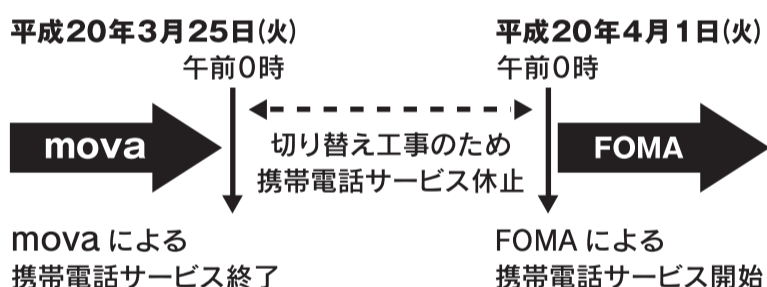 平成20年3月25日(火)
午前0時
平成20年4月1日(火)
午前0時
mova
切り替え工事のため
携帯電話サービス休止
FOMA
movaによる
携帯電話サービス終了
FOMAによる
携帯電話サービス開始